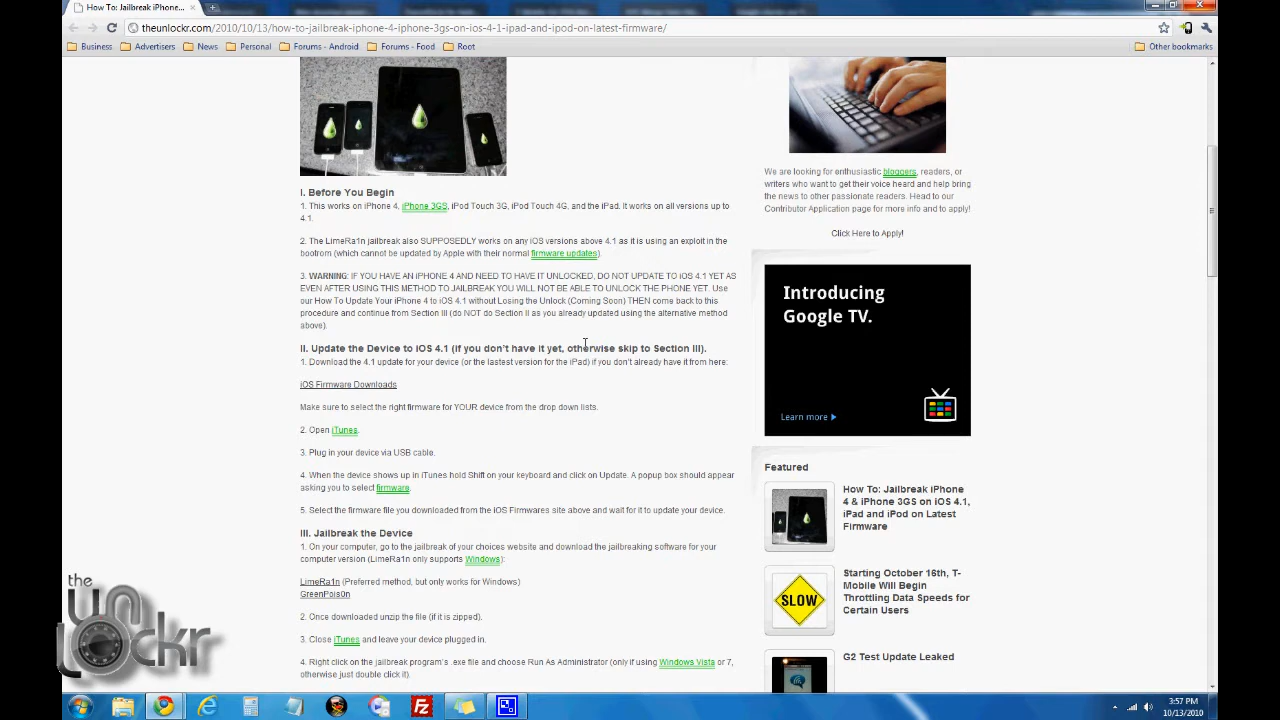 How To: Jailbreak iPhone...
theunlockr.com/2010/10/13/how-to-jailbreak-iphone-4-iphone-3gs-on-ios-4-1-ipad-and-ipod-on-latest-firmware/
Business Advertisers News Personal Forums - Android Forums - Food Root Other bookmarks
I. Before You Begin
1. This works on iPhone 4, iPhone 3GS, iPod Touch 3G, iPod Touch 4G, and the iPad. It works on all versions up to
4.1.
2. The LimeRa1n jailbreak also SUPPOSEDLY works on any iOS versions above 4.1 as it is using an exploit in the
bootrom (which cannot be updated by Apple with their normal firmware updates).
3. WARNING: IF YOU HAVE AN iPHONE 4 AND NEED TO HAVE IT UNLOCKED, DO NOT UPDATE TO iOS 4.1 YET AS
EVEN AFTER USING THIS METHOD TO JAILBREAK YOU WILL NOT BE ABLE TO UNLOCK THE PHONE YET. Use
our How To Update Your iPhone 4 to iOS 4.1 without Losing the Unlock (Coming Soon) THEN come back to this
procedure and continue from Section III (do NOT do Section II as you already updated using the alternative method
above).
II. Update the Device to iOS 4.1 (if you don't have it yet, otherwise skip to Section III).
1. Download the 4.1 update for your device (or the lastest version for the iPad) if you don't already have it from here:
iOS Firmware Downloads
Make sure to select the right firmware for YOUR device from the drop down lists.
2. Open iTunes.
3. Plug in your device via USB cable.
4. When the device shows up in iTunes hold Shift on your keyboard and click on Update. A popup box should appear
asking you to select firmware.
5. Select the firmware file you downloaded from the iOS Firmwares site above and wait for it to update your device.
III. Jailbreak the Device
1. On your computer, go to the jailbreak of your choices website and download the jailbreaking software for your
computer version (LimeRa1n only supports Windows):
LimeRa1n (Preferred method, but only works for Windows)
GreenPois0n
2. Once downloaded unzip the file (if it is zipped).
3. Close iTunes and leave your device plugged in.
4. Right click on the jailbreak program's .exe file and choose Run As Administrator (only if using Windows Vista or 7,
otherwise just double click it).
We are looking for enthusiastic bloggers, readers, or
writers who want to get their voice heard and help bring
the news to other passionate readers. Head to our
Contributor Application page for more info and to apply!
Click Here to Apply!
Introducing
Google TV.
Learn more
Featured
How To: Jailbreak iPhone
4 & iPhone 3GS on iOS 4.1,
iPad and iPod on Latest
Firmware
SLOW
Starting October 16th, T-
Mobile Will Begin
Throttling Data Speeds for
Certain Users
G2 Test Update Leaked
the
UN
Lockr
3:57 PM
10/13/2010